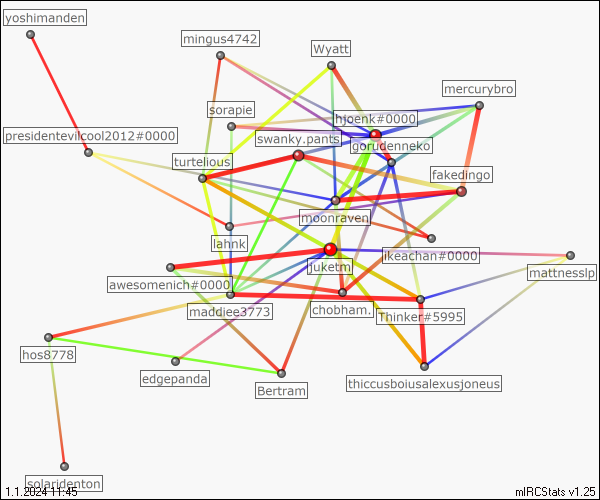 yoshimanden
mingus4742
Wyatt
mercurybro
sorapie
hjoenk#0000
presidentevilcool2012#0000
swanky.pants
gorudenneko
turtelious
fakedingo
moonraven
lahnk
ikeachan#0000
juketm
mattnesslp
awesomenich#0000
maddiee3773
chobham.
Thinker#5995
hos8778
edgepanda
Bertram
thiccusboiusalexusjoneus
solaridenton
1.1.2024 11:45
mIRCStats v1.25